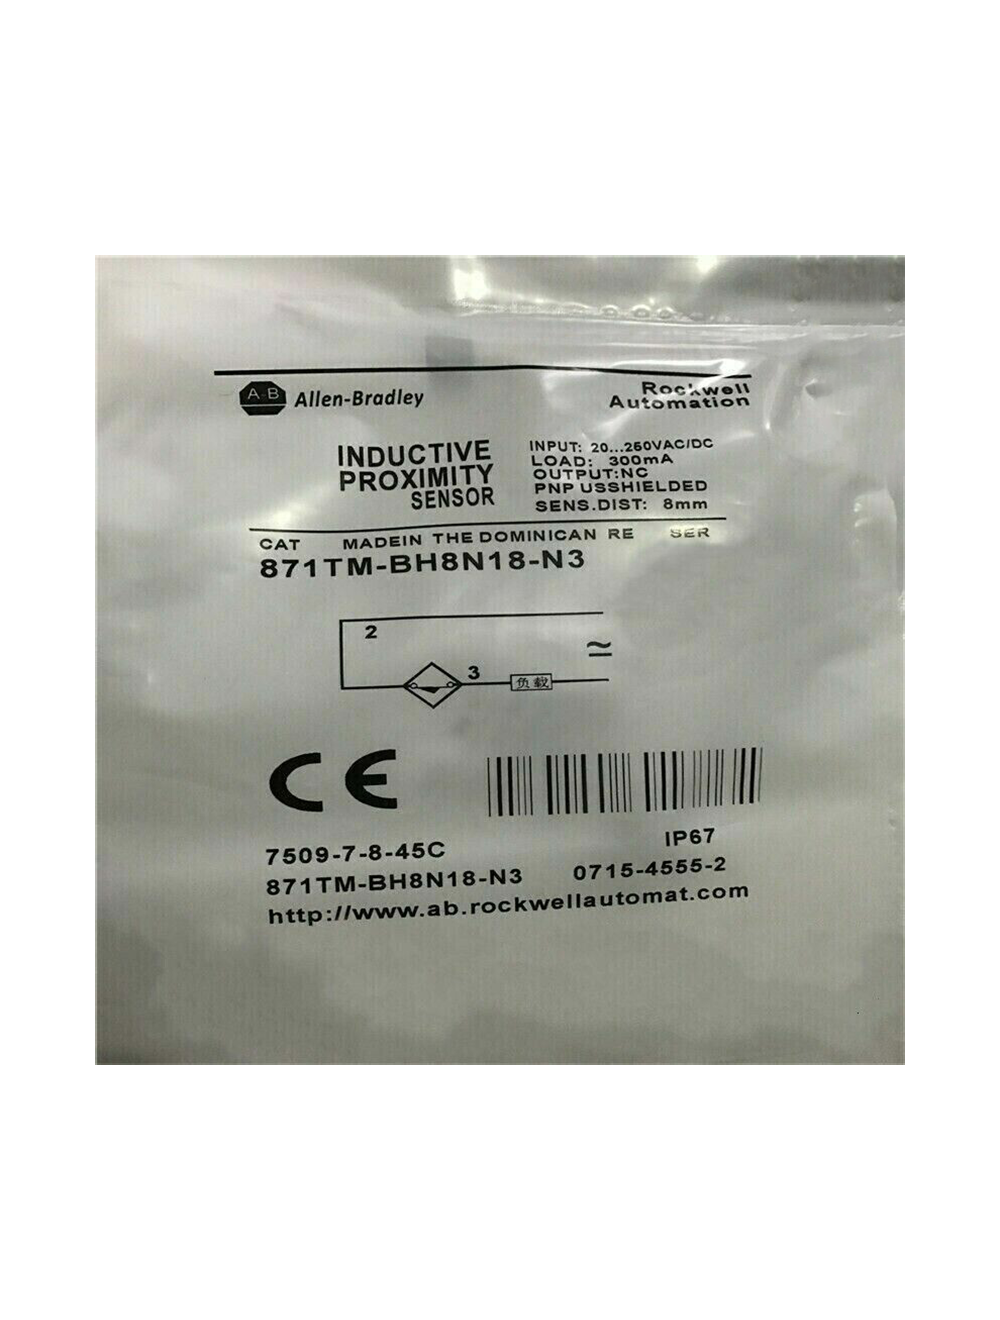 A-B Allen-Bradley
Rockwell
Automation
INDUCTIVE
PROXIMITY
SENSOR
INPUT: 20...250VAC/DC
LOAD: 300mA
OUTPUT:NC
PNP USSHIELDED
SENS.DIST: 8mm
CAT MADEIN THE DOMINICAN RE SER
871TM-BH8N18-N3
2
3
≃
负载
CE
IP67
7509-7-8-45C
871TM-BH8N18-N3 0715-4555-2
http://www.ab.rockwellautomat.com